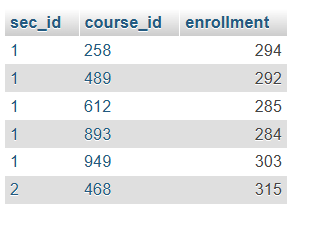 sec_id course_id enrollment
1 258 294
1 489 292
1 612 285
1 893 284
1 949 303
2 468 315